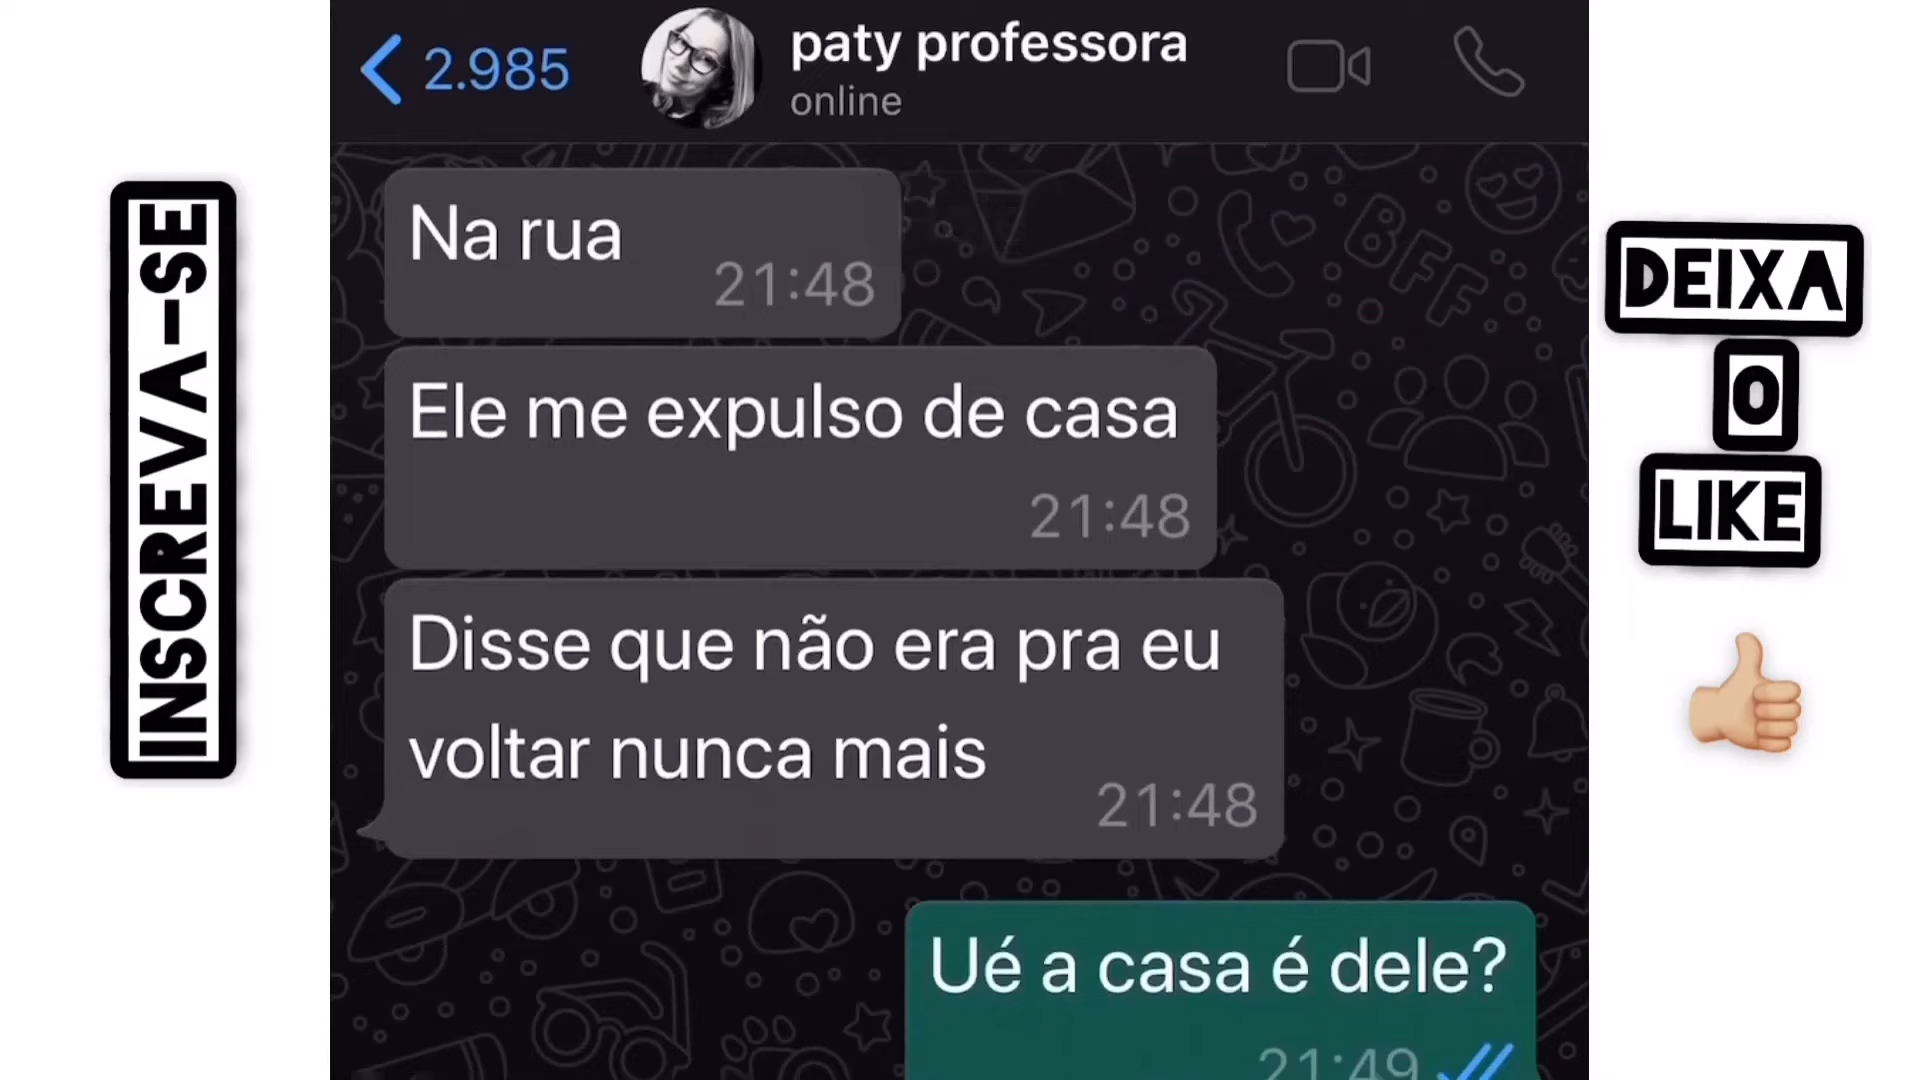 2.985
paty professora
online
Na rua
21:48
Ele me expulso de casa
21:48
Disse que não era pra eu
voltar nunca mais
21:48
Ué a casa é dele?
21:49
INSCREVA-SE
DEIXA
O
LIKE
BFF